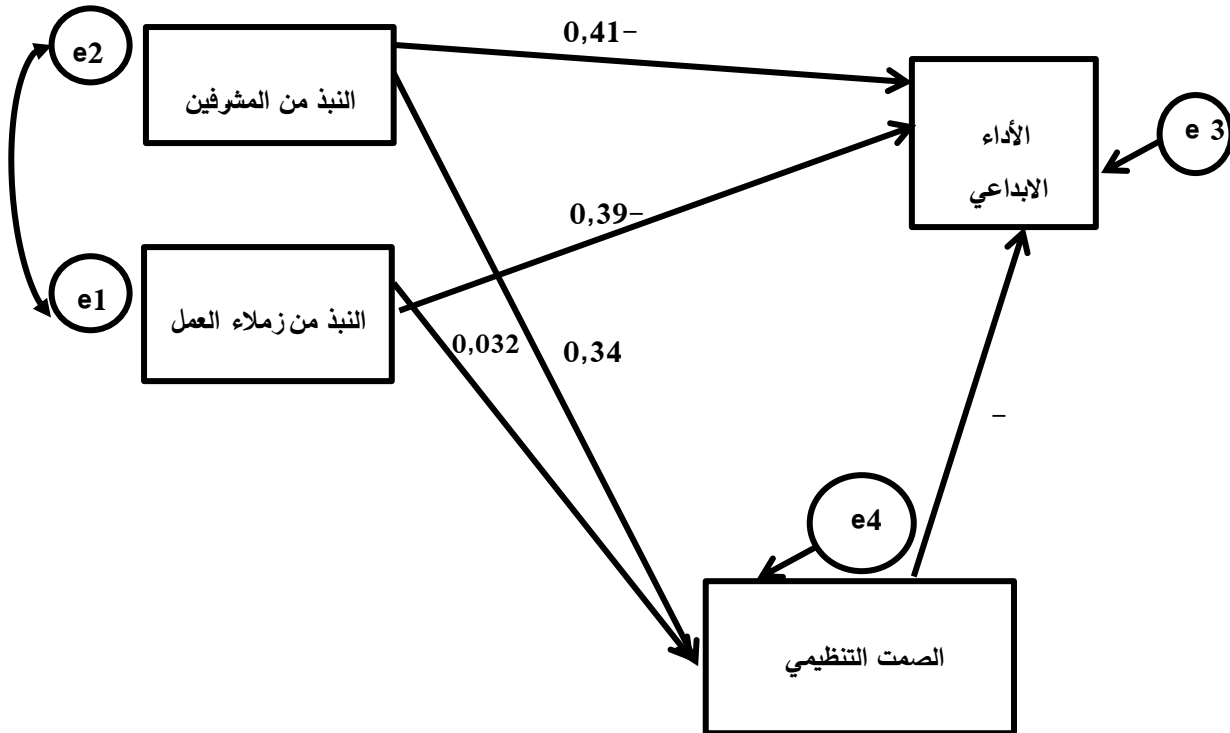 0,41−
e2
النبذ من المشرفين
e 3
الأداء
الابداعي
0,39−
e1
النبذ من زملاء العمل
0,032
0,34
−
e4
الصمت التنظيمي